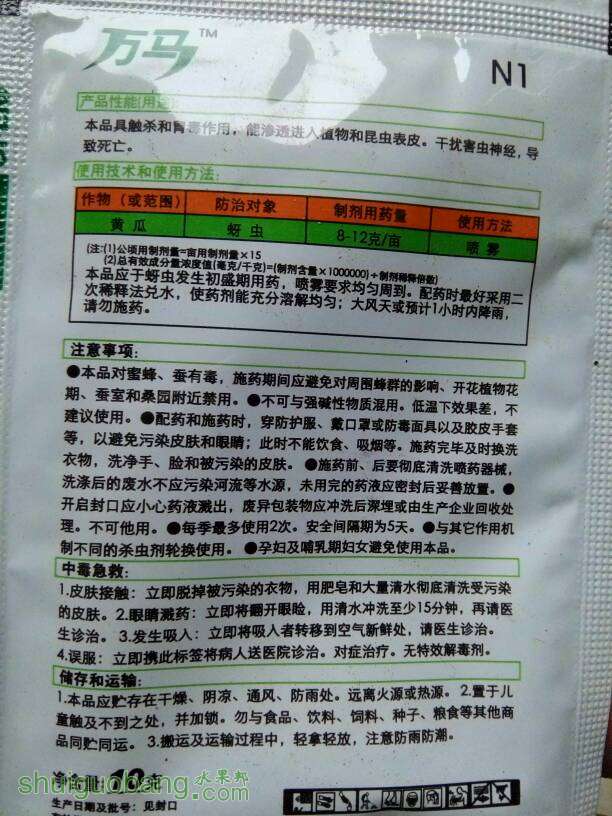 万马™
N1
产品性能(用途)
本品具触杀和胃毒作用，能渗透进入植物和昆虫表皮。干扰害虫神经，导
致死亡。
使用技术和使用方法:
作物（或范围） 防治对象 制剂用药量 使用方法
黄瓜 蚜虫 8-12克/亩 喷雾
(注:(1)公顷用制剂量=亩用制剂量×15
(2)总有效成分量浓度值(毫克/千克)=(制剂含量×1000000)÷制剂稀释倍数)
本品应于蚜虫发生初盛期用药，喷雾要求均匀周到。配药时最好采用二
次稀释法兑水，使药剂能充分溶解均匀；大风天或预计1小时内降雨，
请勿施药。
注意事项:
●本品对蜜蜂、蚕有毒，施药期间应避免对周围蜂群的影响、开花植物花
期、蚕室和桑园附近禁用。●不可与强碱性物质混用。低温下效果差，不
建议使用。●配药和施药时，穿防护服、戴口罩或防毒面具以及胶皮手套
等，以避免污染皮肤和眼睛；此时不能饮食、吸烟等。施药完毕及时换洗
衣物，洗净手、脸和被污染的皮肤。●施药前、后要彻底清洗喷药器械，
洗涤后的废水不应污染河流等水源，未用完的药液应密封后妥善放置。●
开启封口应小心药液溅出，废异包装物应冲洗后深埋或由生产企业回收处
理。不可他用。●每季最多使用2次。安全间隔期为5天。●与其它作用机
制不同的杀虫剂轮换使用。●孕妇及哺乳期妇女避免使用本品。
中毒急救:
1.皮肤接触：立即脱掉被污染的衣物，用肥皂和大量清水彻底清洗受污染
的皮肤。2.眼睛溅药：立即将翻开眼睑，用清水冲洗至少15分钟，再请医
生诊治。3.发生吸入：立即将吸入者转移到空气新鲜处，请医生诊治。
4.误服：立即携此标签将病人送医院诊治。对症治疗。无特效解毒剂。
储存和运输:
1.本品应贮存在干燥、阴凉、通风、防雨处。远离火源或热源。2.置于儿
童触及不到之处，并加锁。勿与食品、饮料、饲料、种子、粮食等其他商
品同贮同运。3.搬运及运输过程中，轻拿轻放，注意防雨防潮。
净含量:10克
shuiguobang.com 水果邦
生产日期及批号：见封口